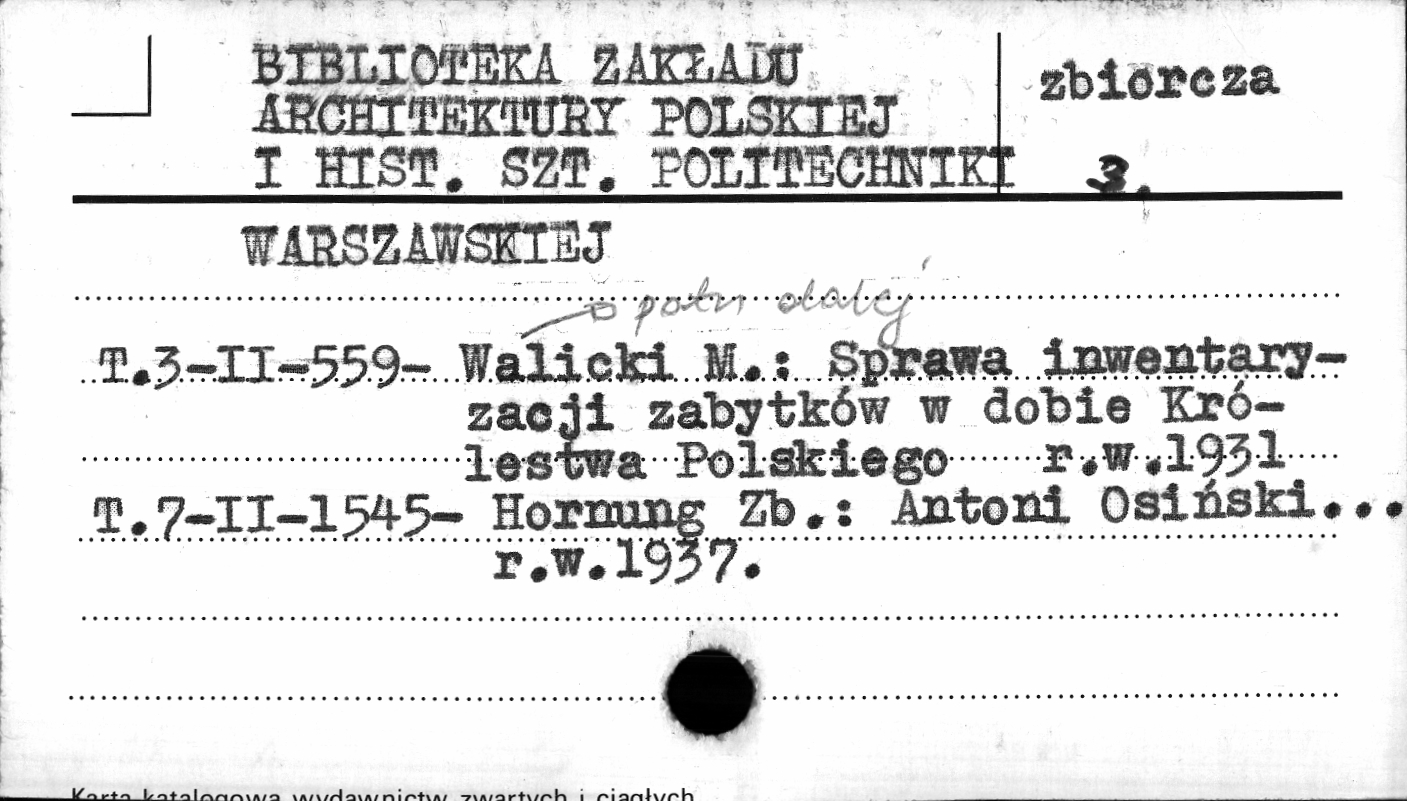 BIBLIOTEKA ZAKŁADU
ARCHITEKTURY POLSKIEJ
I HIST. SZT. POLITECHNIKI
zbiorcza
3.
WARSZAWSKIEJ
dalej
T.3-II-559- Walicki M.: Sprawa inwentary-
zacji zabytków w dobie Kró-
lestwa Polskiego r.w.1931
T.7-II-1545- Hornung Zb.: Antoni Osiński...
r.w.1937.
Karta katalogowa wydawnictw zwartych i ciągłych